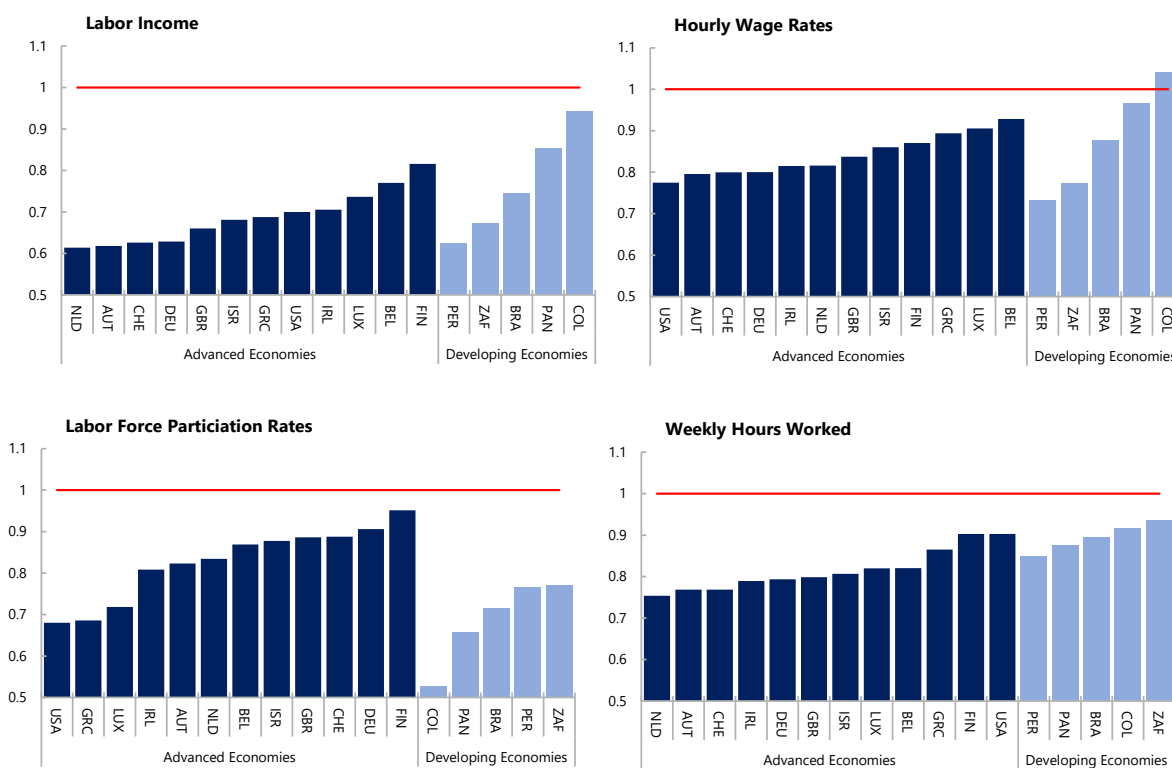 Labor Income
1.1
1
0.9
0.8
0.7
0.6
0.5
NLD AUT CHE DEU GBR ISR GRC USA IRL LUX BEL FIN PER ZAF BRA PAN COL
Advanced Economies Developing Economies
Hourly Wage Rates
1.1
1
0.9
0.8
0.7
0.6
0.5
USA AUT CHE DEU IRL NLD GBR ISR FIN GRC LUX BEL PER ZAF BRA PAN COL
Advanced Economies Developing Economies
Labor Force Particiation Rates
1.1
1
0.9
0.8
0.7
0.6
0.5
USA GRC LUX IRL AUT NLD BEL ISR GBR CHE DEU FIN COL PAN BRA PER ZAF
Advanced Economies Developing Economies
Weekly Hours Worked
1.1
1
0.9
0.8
0.7
0.6
0.5
NLD AUT CHE IRL DEU GBR ISR LUX BEL GRC FIN USA PER PAN BRA COL ZAF
Advanced Economies Developing Economies